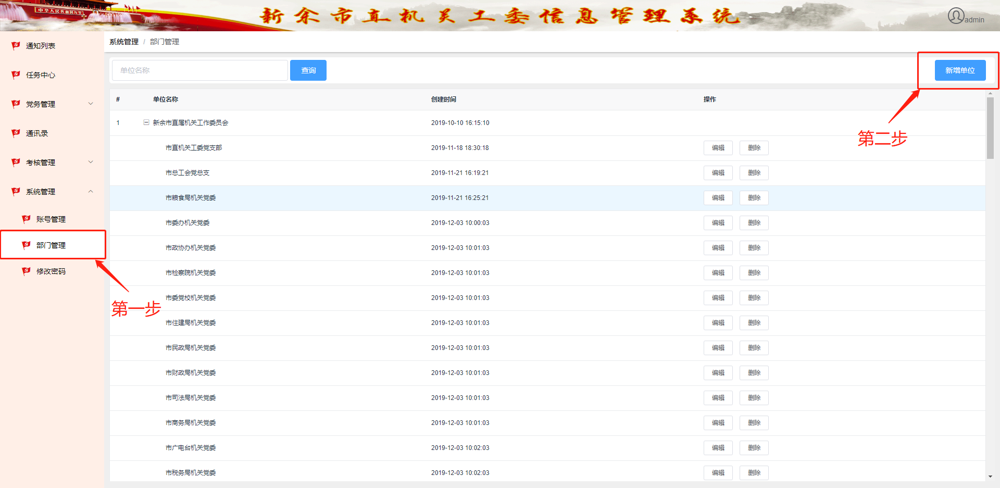 中华人民共和国万岁
新余市直机关工委信息管理系统
admin
通知列表
任务中心
党务管理
通讯录
考核管理
系统管理
账号管理
部门管理
修改密码
第一步
系统管理 / 部门管理
单位名称 查询 新增单位
第二步
# 单位名称 创建时间 操作
1 新余市直属机关工作委员会 2019-10-10 16:15:10
市直机关工委党支部 2019-11-18 18:30:18 编辑 删除
市总工会党总支 2019-11-21 16:19:21 编辑 删除
市粮食局机关党委 2019-11-21 16:25:21 编辑 删除
市委办机关党委 2019-12-03 10:00:03 编辑 删除
市政协办机关党委 2019-12-03 10:01:03 编辑 删除
市检察院机关党委 2019-12-03 10:01:03 编辑 删除
市委党校机关党委 2019-12-03 10:01:03 编辑 删除
市住建局机关党委 2019-12-03 10:01:03 编辑 删除
市民政局机关党委 2019-12-03 10:01:03 编辑 删除
市财政局机关党委 2019-12-03 10:01:03 编辑 删除
市司法局机关党委 2019-12-03 10:01:03 编辑 删除
市商务局机关党委 2019-12-03 10:01:03 编辑 删除
市广电台机关党委 2019-12-03 10:02:03 编辑 删除
市税务局机关党委 2019-12-03 10:02:03 编辑 删除